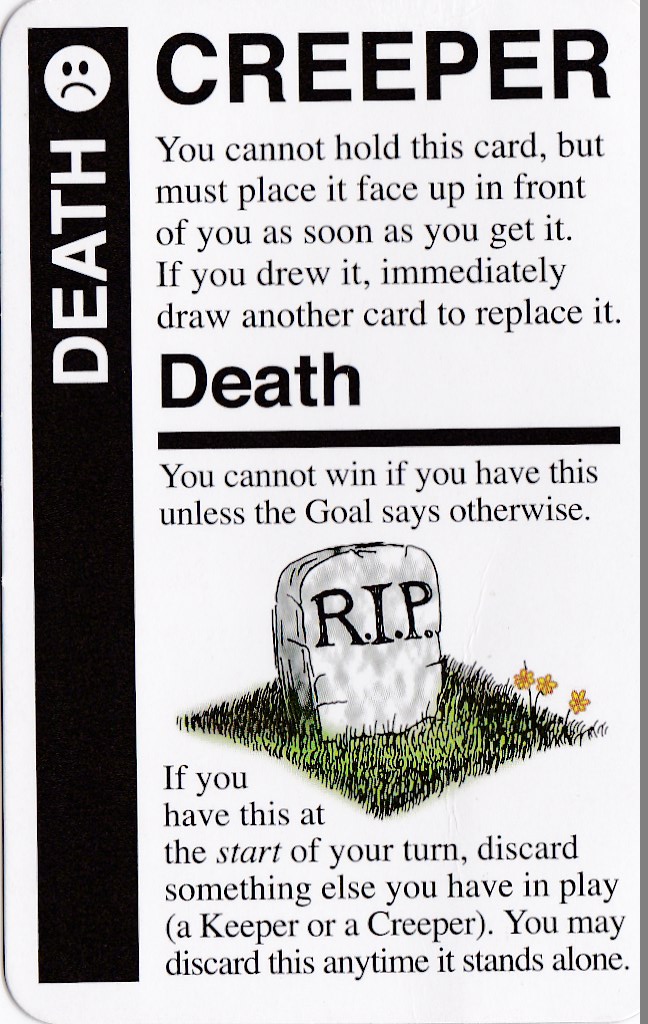 DEATH
CREEPER
You cannot hold this card, but
must place it face up in front
of you as soon as you get it.
If you drew it, immediately
draw another card to replace it.
Death
You cannot win if you have this
unless the Goal says otherwise.
R.I.P.
If you
have this at
the start of your turn, discard
something else you have in play
(a Keeper or a Creeper). You may
discard this anytime it stands alone.